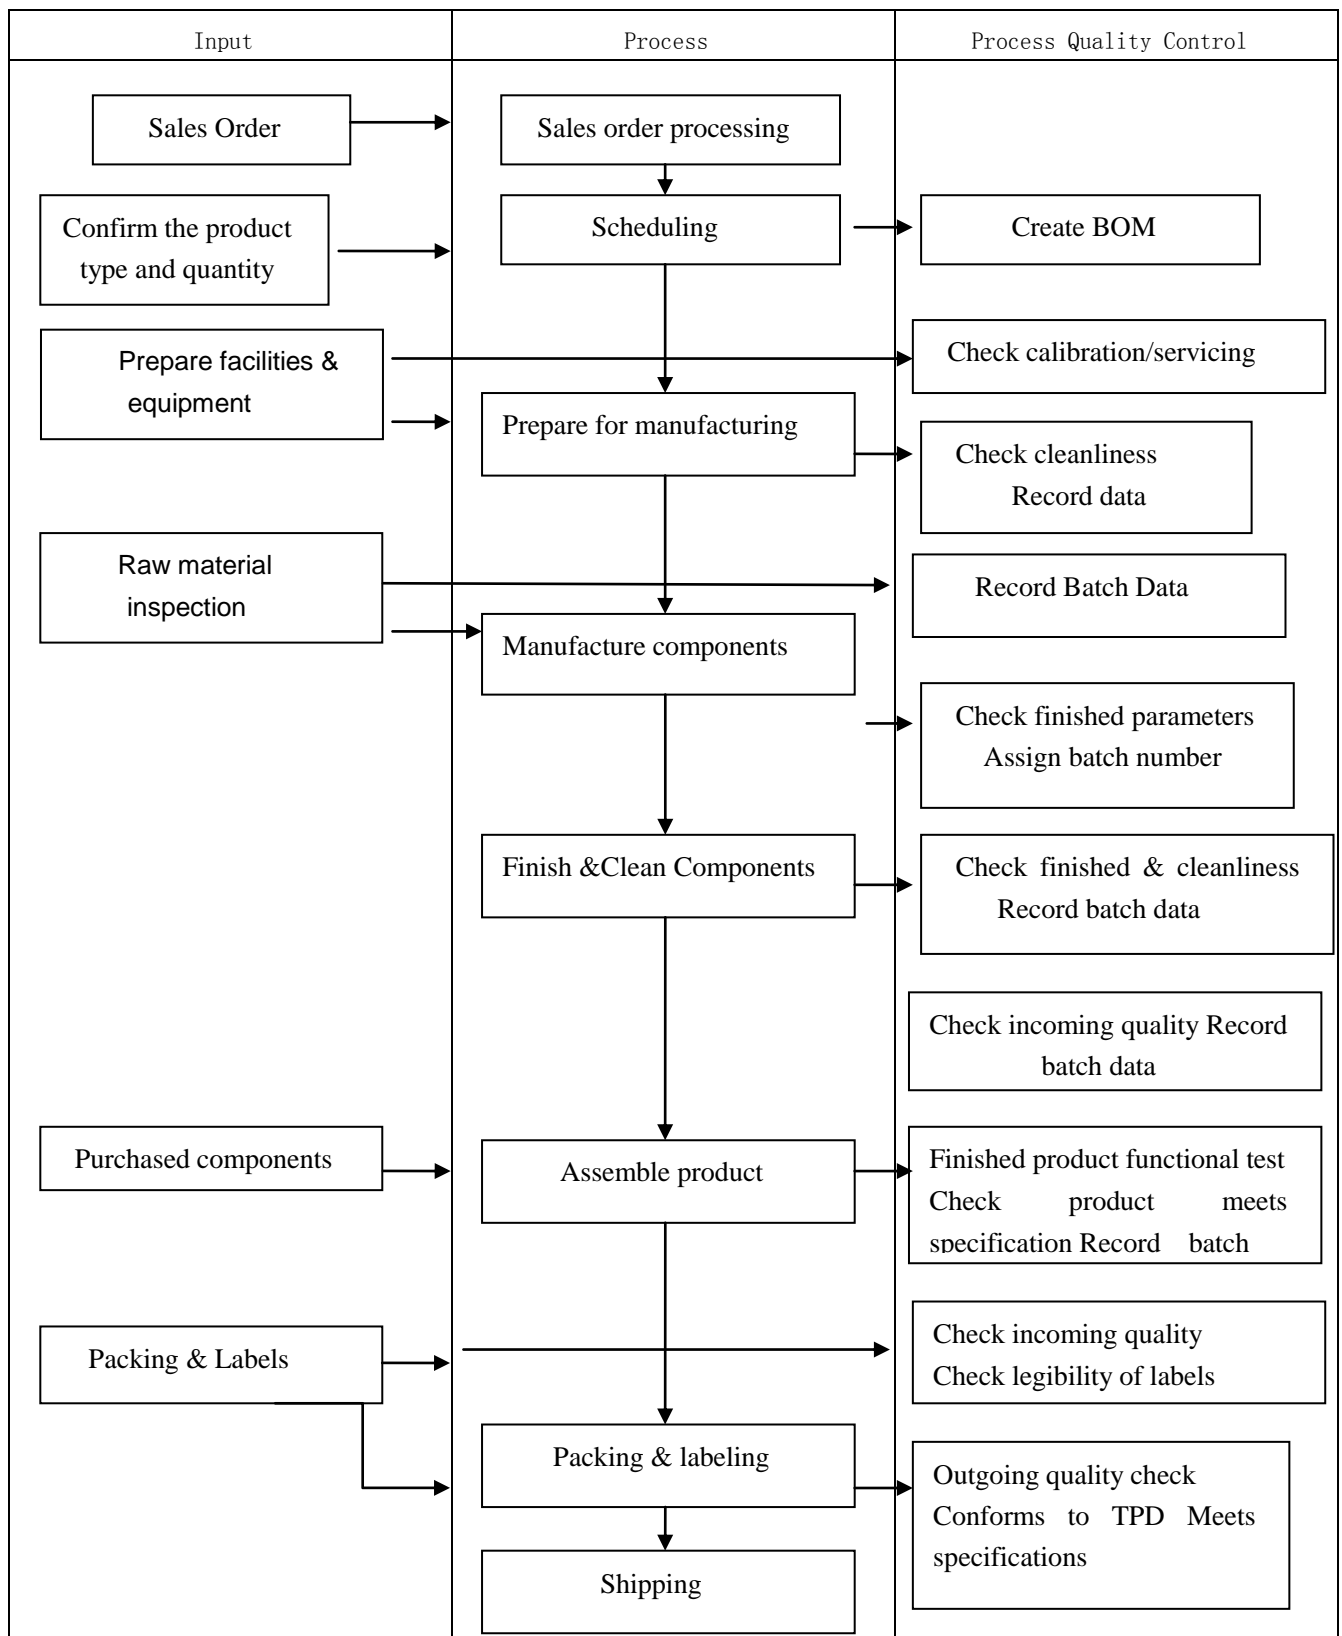 Input
Process
Process Quality Control
Sales Order
Sales order processing
Confirm the product
type and quantity
Scheduling
Create BOM
Prepare facilities &
equipment
Check calibration/servicing
Prepare for manufacturing
Check cleanliness
Record data
Raw material
inspection
Record Batch Data
Manufacture components
Check finished parameters
Assign batch number
Finish &Clean Components
Check finished & cleanliness
Record batch data
Check incoming quality Record
batch data
Purchased components
Assemble product
Finished product functional test
Check product meets
specification Record batch
Packing & Labels
Check incoming quality
Check legibility of labels
Packing & labeling
Outgoing quality check
Conforms to TPD Meets
specifications
Shipping